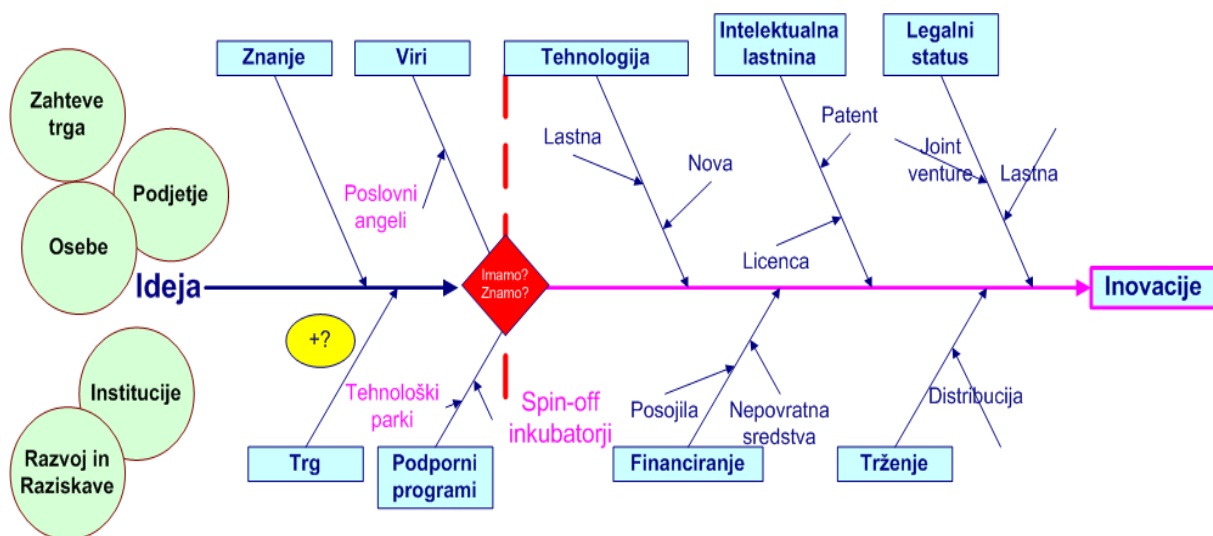 Znanje
Viri
Tehnologija
Intelektualna
lastnina
Legalni
status
Zahteve
trga
Podjetje
Osebe
Poslovni
angeli
Lastna
Nova
Patent
Licenca
Joint
venture
Lastna
Ideja
Imamo?
Znamo?
Inovacije
+?
Institucije
Razvoj in
Raziskave
Tehnološki
parki
Spin-off
inkubatorji
Posojila
Nepovratna
sredstva
Distribucija
Trg
Podporni
programi
Financiranje
Trženje